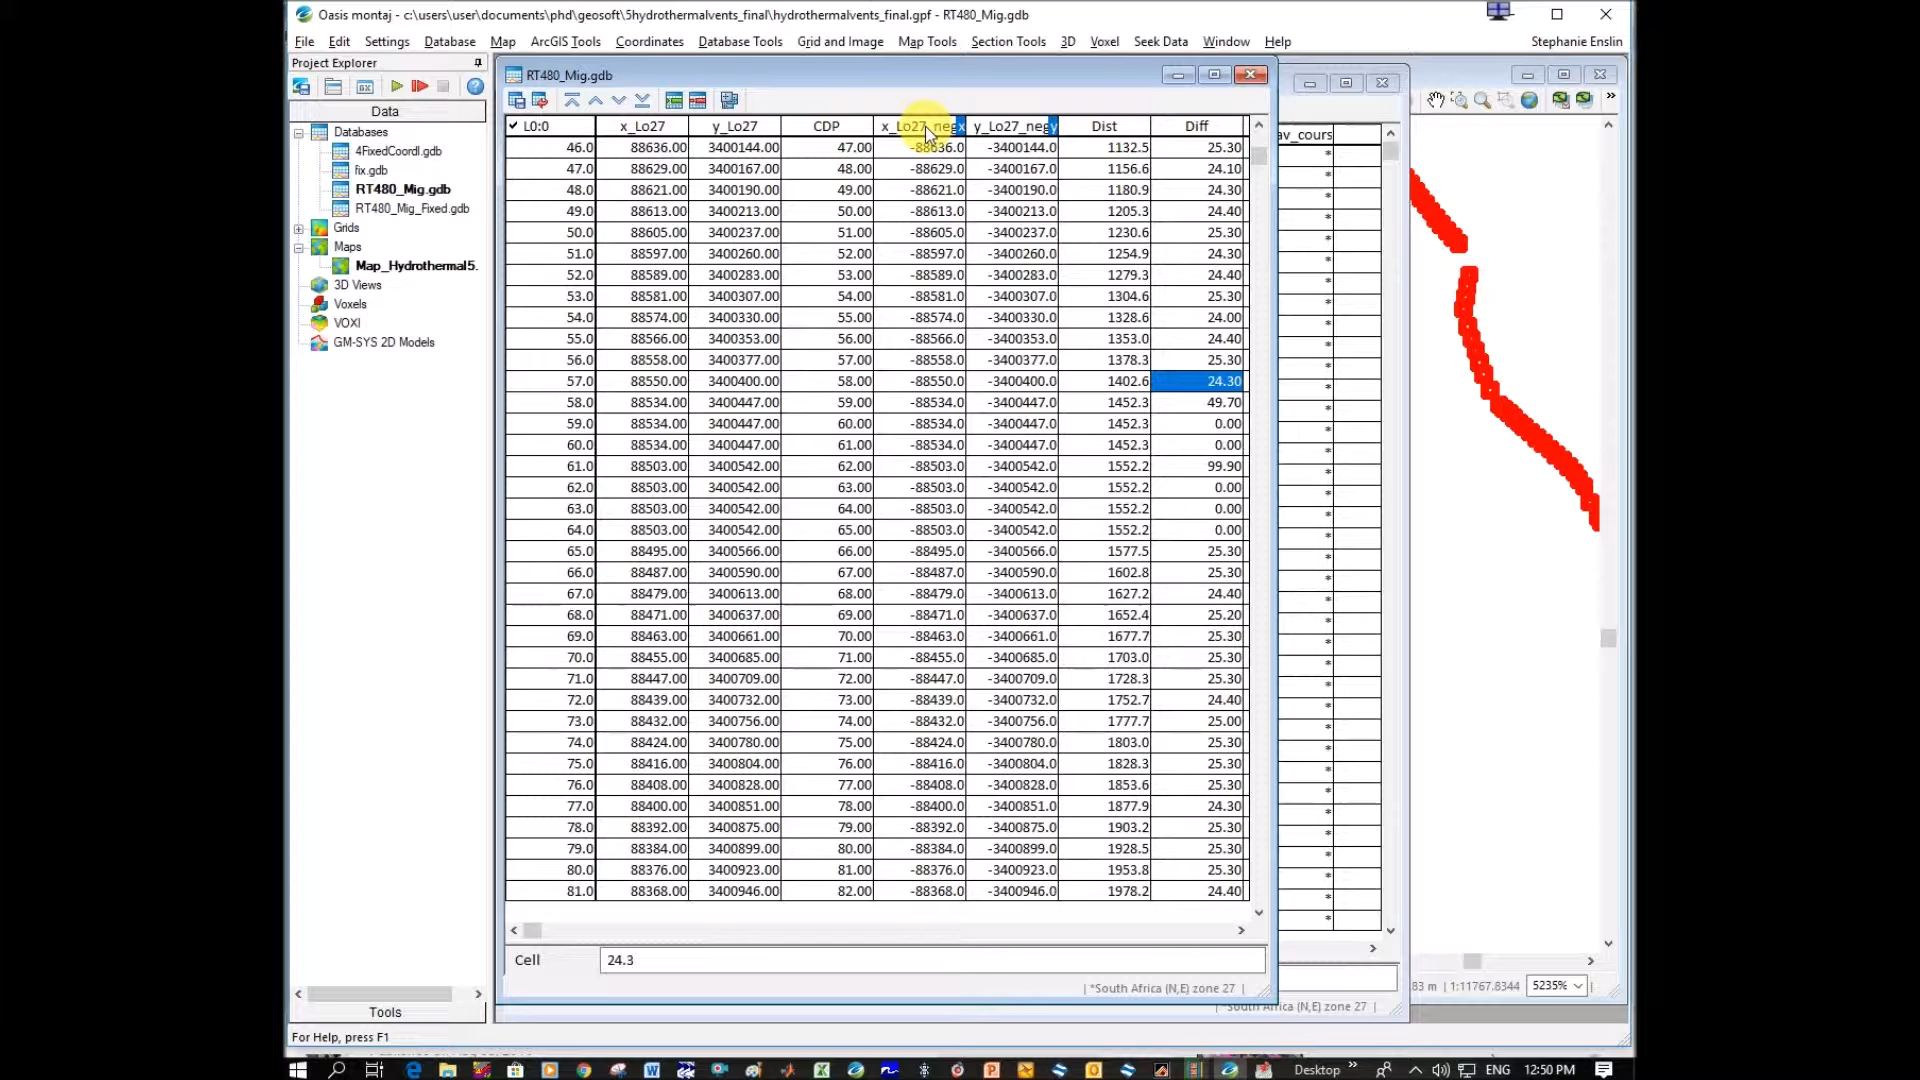 Oasis montaj - c:\users\user\documents\phd\geosoft\5hydrothermalvents_final\hydrothermalvents_final.gpf - RT480_Mig.gdb
File Edit Settings Database Map ArcGIS Tools Coordinates Database Tools Grid and Image Map Tools Section Tools 3D Voxel Seek Data Window Help Stephanie Enslin
Project Explorer
Data
Databases
4FixedCoordl.gdb
fix.gdb
RT480_Mig.gdb
RT480_Mig_Fixed.gdb
Grids
Maps
Map_Hydrothermal5.
3D Views
Voxels
VOXI
GM-SYS 2D Models
Tools
For Help, press F1
RT480_Mig.gdb
L0:0 x_Lo27 y_Lo27 CDP x_Lo27_neg x y_Lo27_neg y Dist Diff
46.0 88636.00 3400144.00 47.00 -88636.0 -3400144.0 1132.5 25.30
47.0 88629.00 3400167.00 48.00 -88629.0 -3400167.0 1156.6 24.10
48.0 88621.00 3400190.00 49.00 -88621.0 -3400190.0 1180.9 24.30
49.0 88613.00 3400213.00 50.00 -88613.0 -3400213.0 1205.3 24.40
50.0 88605.00 3400237.00 51.00 -88605.0 -3400237.0 1230.6 25.30
51.0 88597.00 3400260.00 52.00 -88597.0 -3400260.0 1254.9 24.30
52.0 88589.00 3400283.00 53.00 -88589.0 -3400283.0 1279.3 24.40
53.0 88581.00 3400307.00 54.00 -88581.0 -3400307.0 1304.6 25.30
54.0 88574.00 3400330.00 55.00 -88574.0 -3400330.0 1328.6 24.00
55.0 88566.00 3400353.00 56.00 -88566.0 -3400353.0 1353.0 24.40
56.0 88558.00 3400377.00 57.00 -88558.0 -3400377.0 1378.3 25.30
57.0 88550.00 3400400.00 58.00 -88550.0 -3400400.0 1402.6 24.30
58.0 88534.00 3400447.00 59.00 -88534.0 -3400447.0 1452.3 49.70
59.0 88534.00 3400447.00 60.00 -88534.0 -3400447.0 1452.3 0.00
60.0 88534.00 3400447.00 61.00 -88534.0 -3400447.0 1452.3 0.00
61.0 88503.00 3400542.00 62.00 -88503.0 -3400542.0 1552.2 99.90
62.0 88503.00 3400542.00 63.00 -88503.0 -3400542.0 1552.2 0.00
63.0 88503.00 3400542.00 64.00 -88503.0 -3400542.0 1552.2 0.00
64.0 88503.00 3400542.00 65.00 -88503.0 -3400542.0 1552.2 0.00
65.0 88495.00 3400566.00 66.00 -88495.0 -3400566.0 1577.5 25.30
66.0 88487.00 3400590.00 67.00 -88487.0 -3400590.0 1602.8 25.30
67.0 88479.00 3400613.00 68.00 -88479.0 -3400613.0 1627.2 24.40
68.0 88471.00 3400637.00 69.00 -88471.0 -3400637.0 1652.4 25.20
69.0 88463.00 3400661.00 70.00 -88463.0 -3400661.0 1677.7 25.30
70.0 88455.00 3400685.00 71.00 -88455.0 -3400685.0 1703.0 25.30
71.0 88447.00 3400709.00 72.00 -88447.0 -3400709.0 1728.3 25.30
72.0 88439.00 3400732.00 73.00 -88439.0 -3400732.0 1752.7 24.40
73.0 88432.00 3400756.00 74.00 -88432.0 -3400756.0 1777.7 25.00
74.0 88424.00 3400780.00 75.00 -88424.0 -3400780.0 1803.0 25.30
75.0 88416.00 3400804.00 76.00 -88416.0 -3400804.0 1828.3 25.30
76.0 88408.00 3400828.00 77.00 -88408.0 -3400828.0 1853.6 25.30
77.0 88400.00 3400851.00 78.00 -88400.0 -3400851.0 1877.9 24.30
78.0 88392.00 3400875.00 79.00 -88392.0 -3400875.0 1903.2 25.30
79.0 88384.00 3400899.00 80.00 -88384.0 -3400899.0 1928.5 25.30
80.0 88376.00 3400923.00 81.00 -88376.0 -3400923.0 1953.8 25.30
81.0 88368.00 3400946.00 82.00 -88368.0 -3400946.0 1978.2 24.40
Cell 24.3
| *South Africa (N,E) zone 27 |
av_cours
| *South Africa (N,E) zone 27 |
83 m | 1:11767.8344 | 5235% |
Desktop ENG 12:50 PM